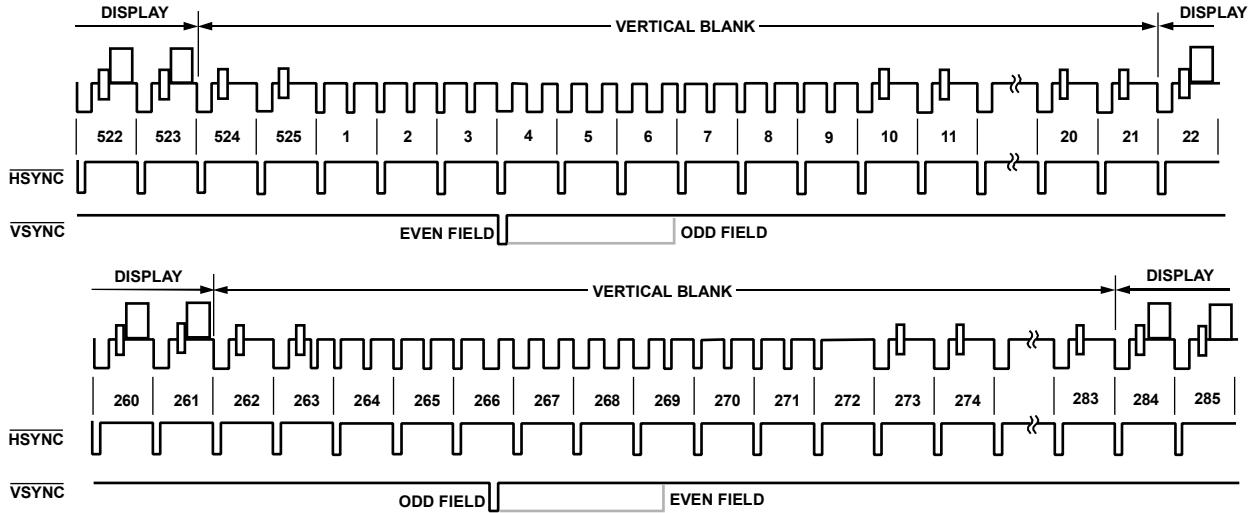 DISPLAY VERTICAL BLANK DISPLAY
522 523 524 525 1 2 3 4 5 6 7 8 9 10 11 20 21 22
HSYNC
VSYNC EVEN FIELD ODD FIELD
DISPLAY VERTICAL BLANK DISPLAY
260 261 262 263 264 265 266 267 268 269 270 271 272 273 274 283 284 285
HSYNC
VSYNC ODD FIELD EVEN FIELD